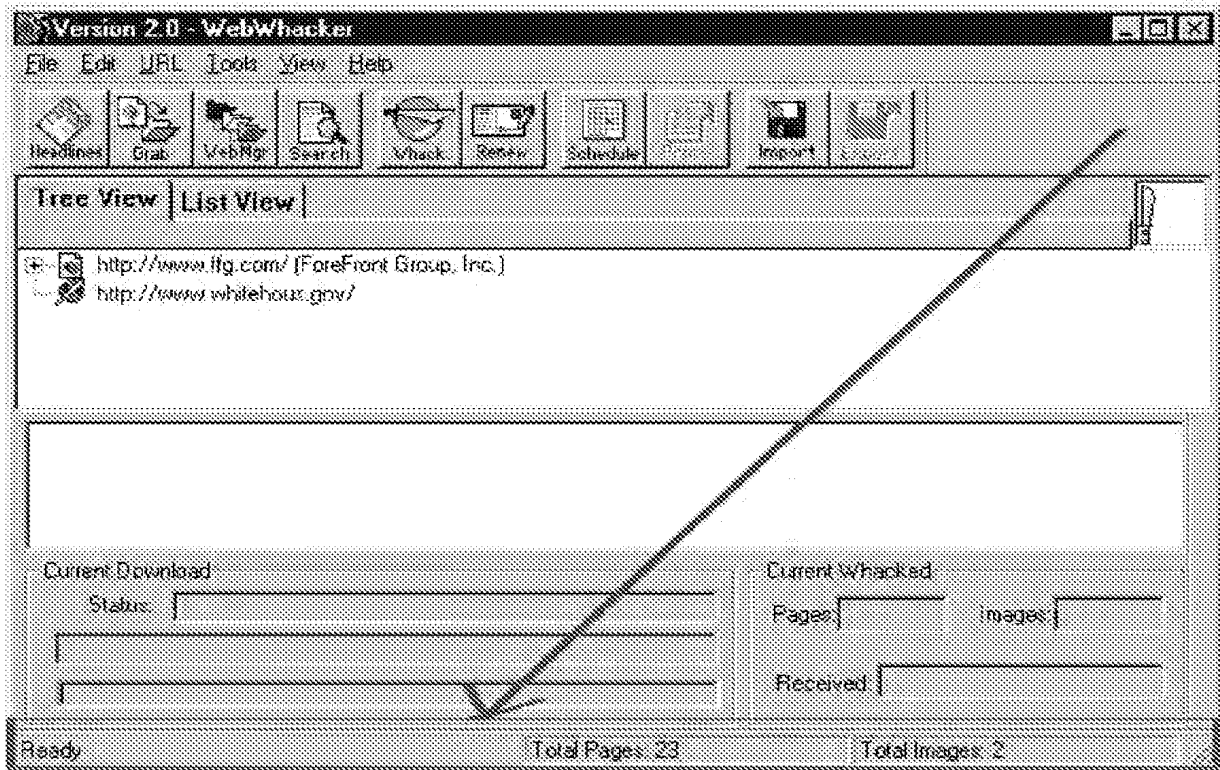 Version 2.0 - WebWhacker
File Edit URL Tools View Help
Headlines Grab WebMgr Search Whack Renew Schedule Import
Tree View List View
http://www.ffg.com/ (ForeFront Group, Inc.)
http://www.whitehouse.gov/
Current Download
Status:
Current Whacked
Pages: Images:
Received:
Ready Total Pages: 23 Total Images: 2